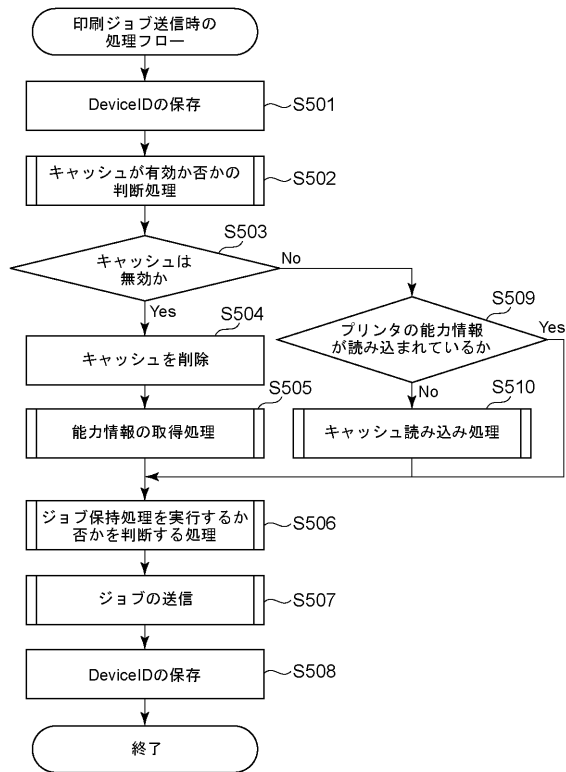 印刷ジョブ送信時の
処理フロー
DeviceIDの保存
S501
キャッシュが有効か否かの
判断処理
S502
S503
キャッシュは
無効か
No
Yes
S504
キャッシュを削除
S509
プリンタの能力情報
が読み込まれているか
Yes
No
S505
能力情報の取得処理
S510
キャッシュ読み込み処理
ジョブ保持処理を実行するか
否かを判断する処理
S506
ジョブの送信
S507
DeviceIDの保存
S508
終了